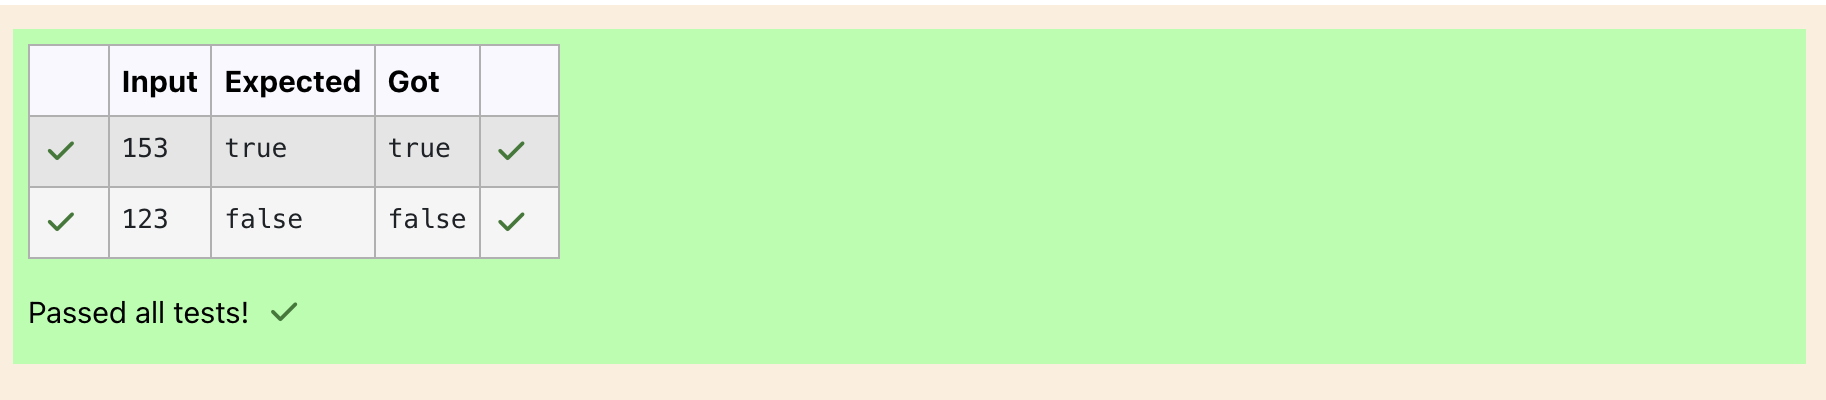 Input Expected Got
153 true true
123 false false
Passed all tests!